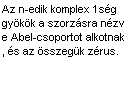 Az n-edik komplex 1ség
gyökök a szorzásra nézv
e Abel-csoportot alkotnak
, és az összegük zérus.